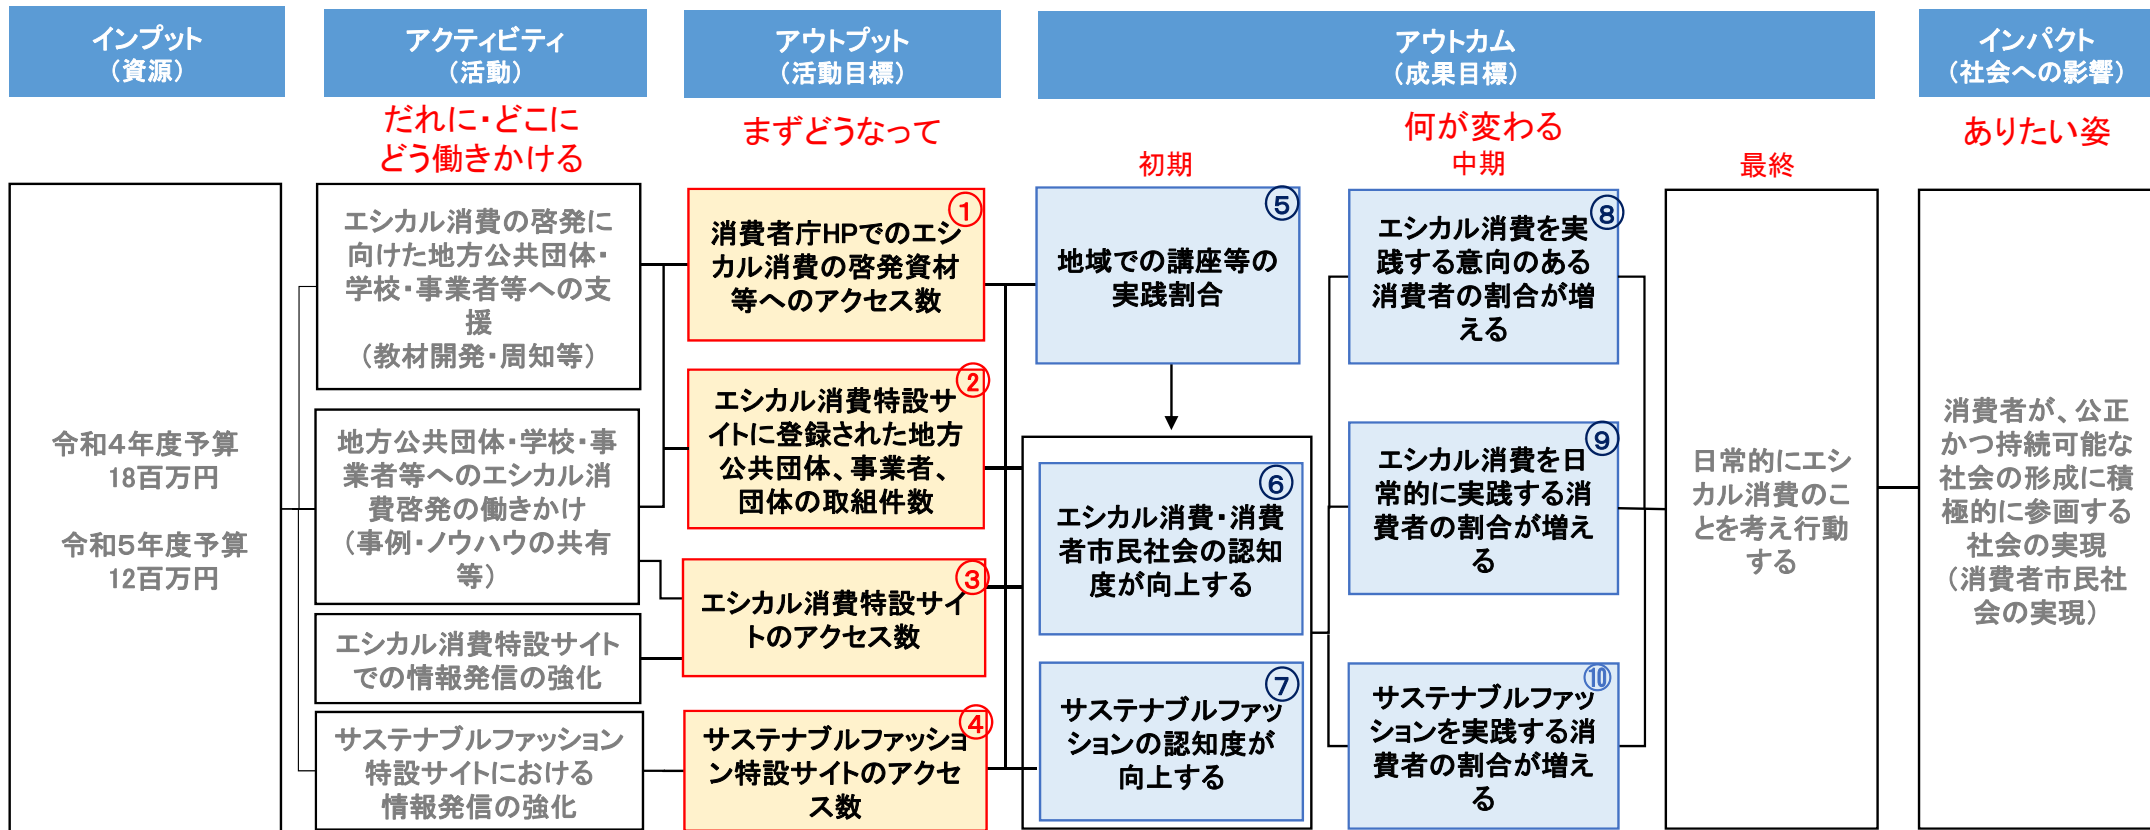 インプット
（資源）
アクティビティ
（活動）
アウトプット
（活動目標）
アウトカム
（成果目標）
インパクト
（社会への影響）
だれに・どこに
どう働きかける
まずどうなって
何が変わる
ありたい姿
初期
中期
最終
令和４年度予算
18百万円
令和５年度予算
12百万円
エシカル消費の啓発に
向けた地方公共団体・
学校・事業者等への支
援
（教材開発・周知等）
地方公共団体・学校・事
業者等へのエシカル消
費啓発の働きかけ
（事例・ノウハウの共有
等）
エシカル消費特設サイト
での情報発信の強化
サステナブルファッション
特設サイトにおける
情報発信の強化
①
消費者庁HPでのエシ
カル消費の啓発資材
等へのアクセス数
②
エシカル消費特設サ
イトに登録された地方
公共団体、事業者、
団体の取組件数
③
エシカル消費特設サイ
トのアクセス数
④
サステナブルファッショ
ン特設サイトのアクセ
ス数
⑤
地域での講座等の
実践割合
⑥
エシカル消費・消費
者市民社会の認知
度が向上する
⑦
サステナブルファッ
ションの認知度が
向上する
⑧
エシカル消費を実
践する意向のある
消費者の割合が増
える
⑨
エシカル消費を日
常的に実践する消
費者の割合が増え
る
⑩
サステナブルファッ
ションを実践する消
費者の割合が増え
る
日常的にエシ
カル消費のこ
とを考え行動
する
消費者が、公正
かつ持続可能な
社会の形成に積
極的に参画する
社会の実現
（消費者市民社
会の実現）